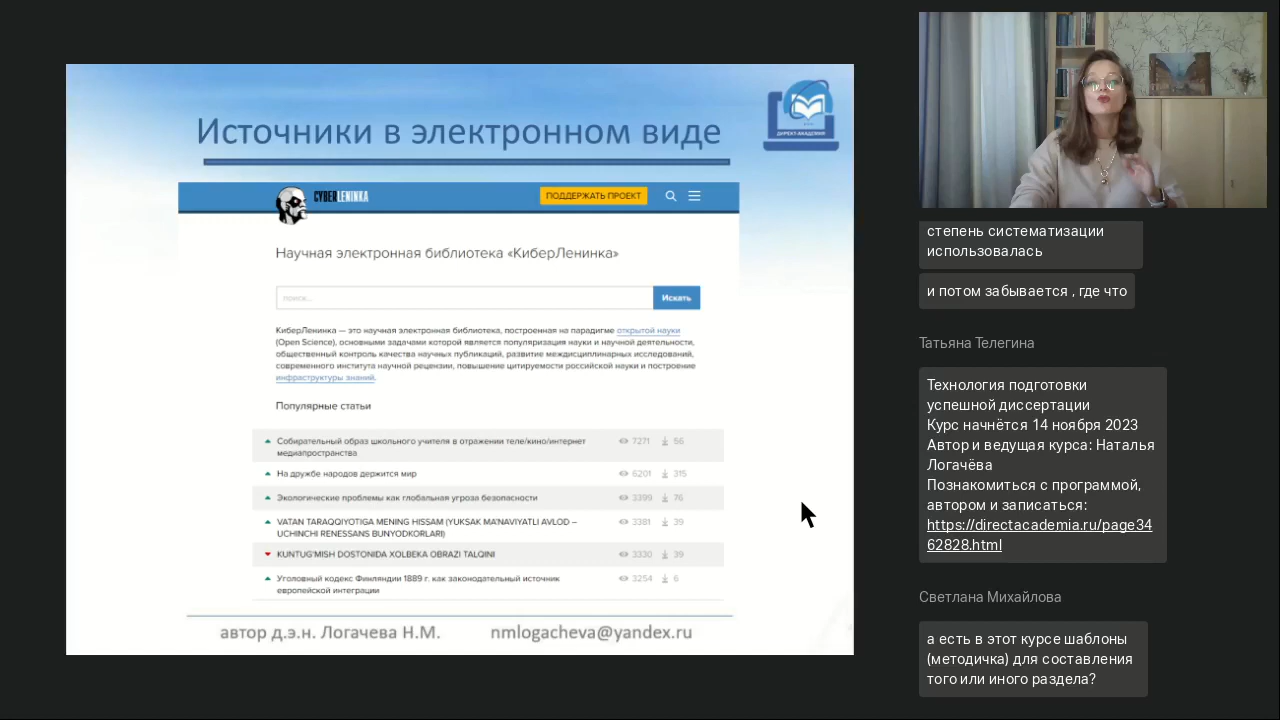 Источники в электронном виде
ДИРЕКТ-АКАДЕМИЯ
CYBERLENINKA
ПОДДЕРЖАТЬ ПРОЕКТ
Научная электронная библиотека «КиберЛенинка»
поиск...
Искать
КиберЛенинка — это научная электронная библиотека, построенная на парадигме открытой науки
(Open Science), основными задачами которой является популяризация науки и научной деятельности,
общественный контроль качества научных публикаций, развитие междисциплинарных исследований,
современного института научной рецензии, повышение цитируемости российской науки и построение
инфраструктуры знаний.
Популярные статьи
Собирательный образ школьного учителя в отражении теле/кино/интернет
медиапространства
7271 56
На дружбе народов держится мир
6201 315
Экологические проблемы как глобальная угроза безопасности
3399 76
VATAN TARAQQIYOTIGA MENING HISSAM (YUKSAK MA'NAVIYATLI AVLOD –
UCHINCHI RENESSANS BUNYODKORLARI)
3381 39
KUNTUG'MISH DOSTONIDA XOLBEKA OBRAZI TALQINI
3330 39
Уголовный кодекс Финляндии 1889 г. как законодательный источник
европейской интеграции
3254 6
автор д.э.н. Логачева Н.М. nmlogacheva@yandex.ru
степень систематизации
использовалась
и потом забывается , где что
Татьяна Телегина
Технология подготовки
успешной диссертации
Курс начнётся 14 ноября 2023
Автор и ведущая курса: Наталья
Логачёва
Познакомиться с программой,
автором и записаться:
https://directacademia.ru/page34
62828.html
Светлана Михайлова
а есть в этот курсе шаблоны
(методичка) для составления
того или иного раздела?